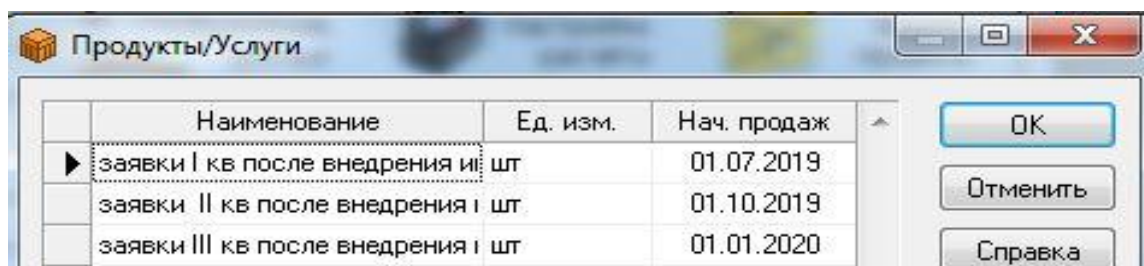 Продукты/Услуги
Наименование Ед. изм. Нач. продаж
заявки I кв после внедрения шт 01.07.2019
заявки II кв после внедрения шт 01.10.2019
заявки III кв после внедрения шт 01.01.2020
OK
Отменить
Справка